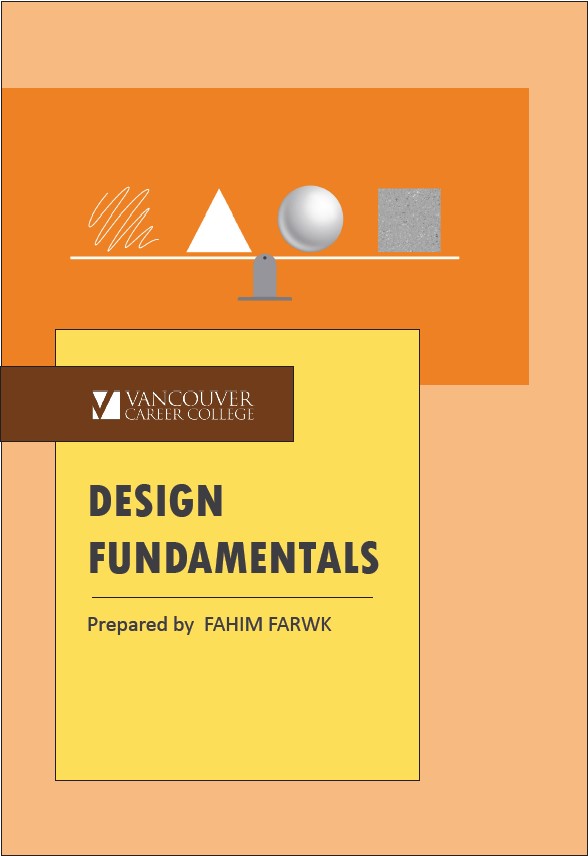 VANCOUVER
CAREER COLLEGE
DESIGN
FUNDAMENTALS
Prepared by FAHIM FARWK